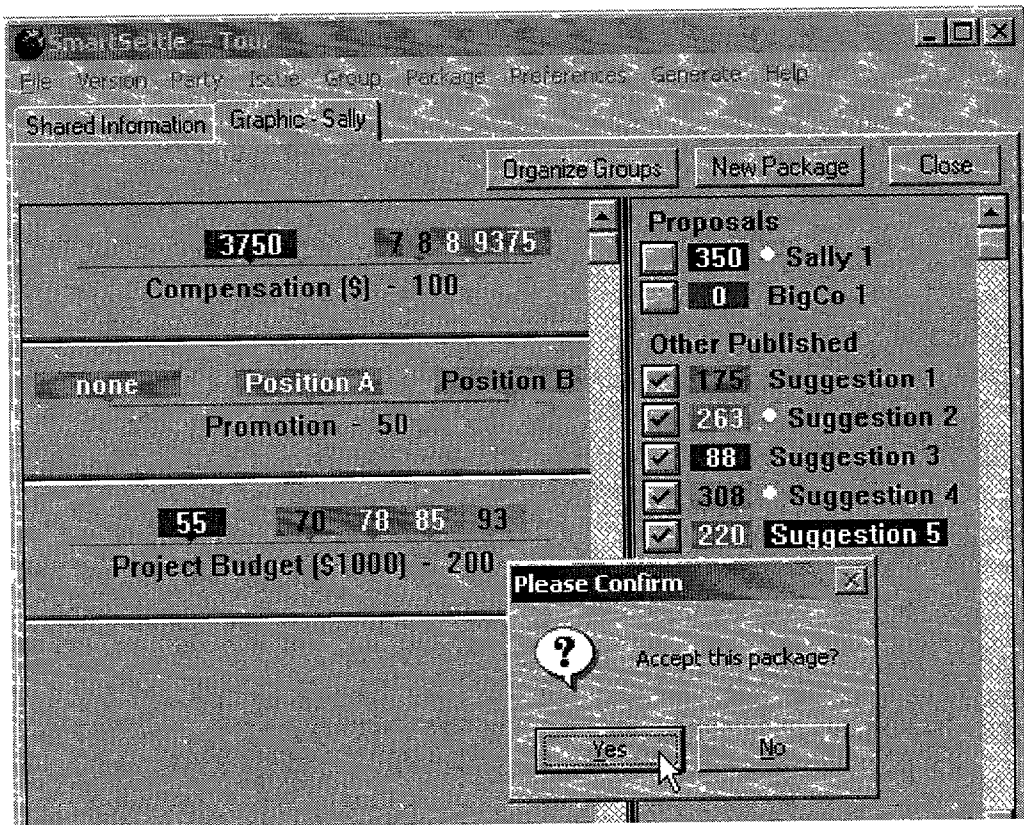 SmartSettle — Tour
File Version Party Issue Group Package Preferences Generate Help
Shared Information Graphic - Sally
Organize Groups New Package Close
3750 7 8 8 9375
Compensation ($) - 100
none Position A Position B
Promotion - 50
55 70 78 85 93
Project Budget ($1000) - 200
Proposals
350 Sally 1
0 BigCo 1
Other Published
175 Suggestion 1
263 Suggestion 2
88 Suggestion 3
308 Suggestion 4
220 Suggestion 5
Please Confirm
? Accept this package?
Yes No